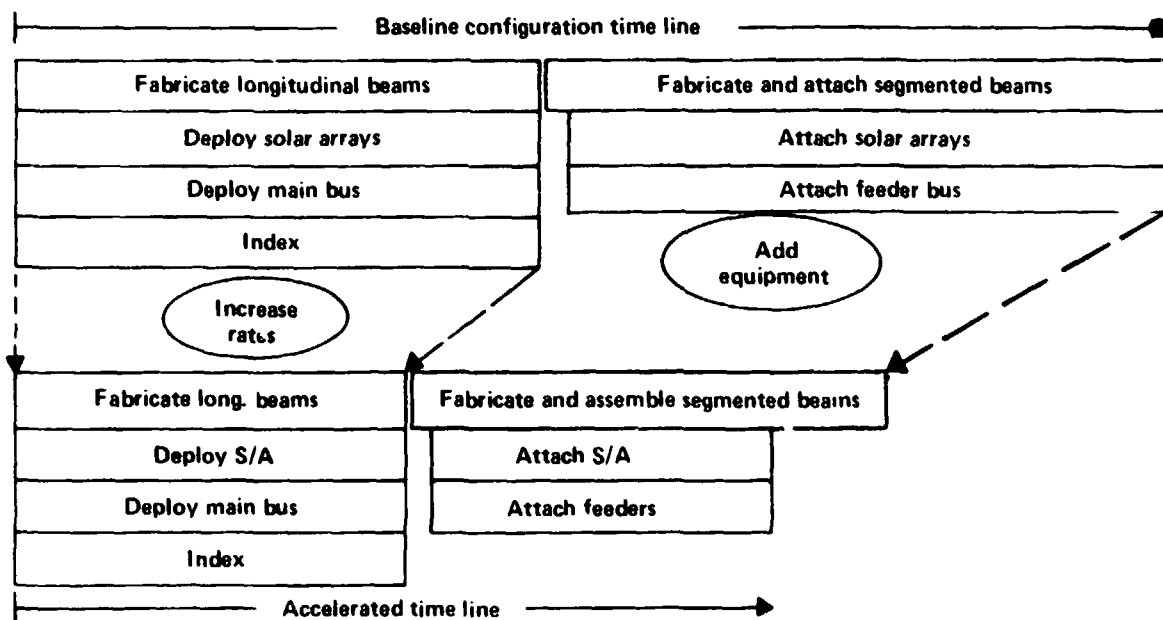 Baseline configuration time line
Fabricate longitudinal beams
Fabricate and attach segmented beams
Deploy solar arrays
Attach solar arrays
Deploy main bus
Attach feeder bus
Index
Add
equipment
Increase
rates
Fabricate long. beams
Fabricate and assemble segmented beams
Deploy S/A
Attach S/A
Deploy main bus
Attach feeders
Index
Accelerated time line